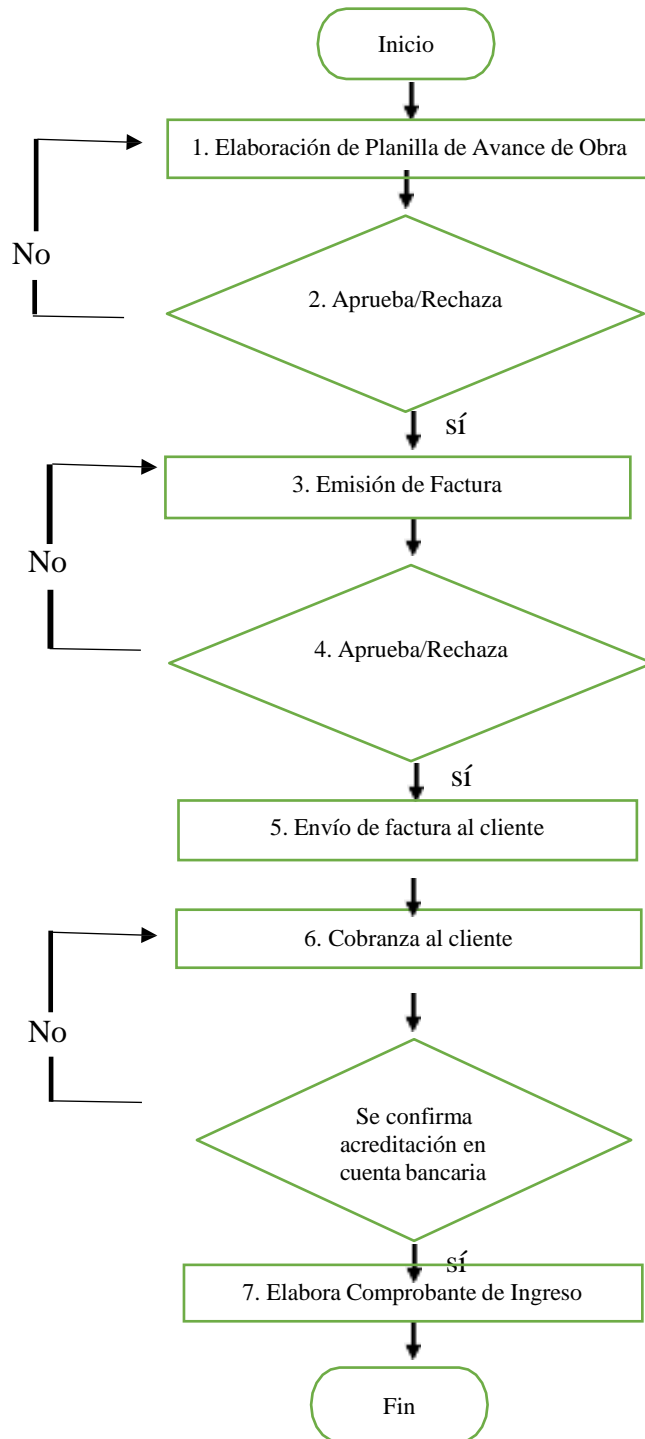 Inicio
1. Elaboración de Planilla de Avance de Obra
No
2. Aprueba/Rechaza
sí
3. Emisión de Factura
No
4. Aprueba/Rechaza
sí
5. Envío de factura al cliente
6. Cobranza al cliente
No
Se confirma
acreditación en
cuenta bancaria
sí
7. Elabora Comprobante de Ingreso
Fin